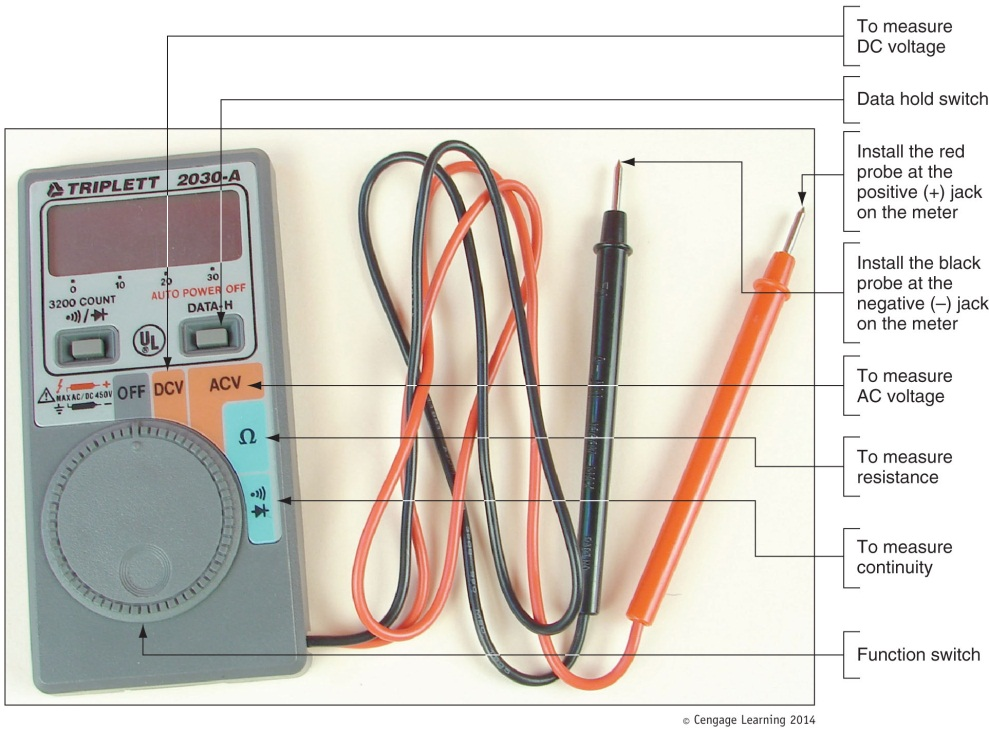 To measure
DC voltage
Data hold switch
Install the red
probe at the
positive (+) jack
on the meter
Install the black
probe at the
negative (–) jack
on the meter
To measure
AC voltage
To measure
resistance
To measure
continuity
Function switch
TRIPLETT 2030-A
0 10 20 30
AUTO POWER OFF
3200 COUNT
DATA-H
UL
OFF DCV ACV
+
MAX AC/DC 450V
–
Ω
© Cengage Learning 2014